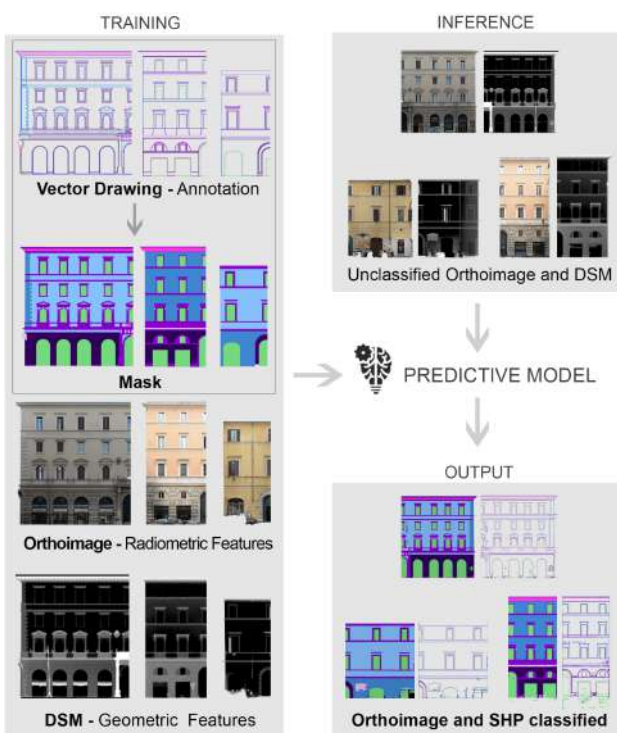 TRAINING
Vector Drawing - Annotation
Mask
Orthoimage - Radiometric Features
DSM - Geometric Features
INFERENCE
Unclassified Orthoimage and DSM
PREDICTIVE MODEL
OUTPUT
Orthoimage and SHP classified